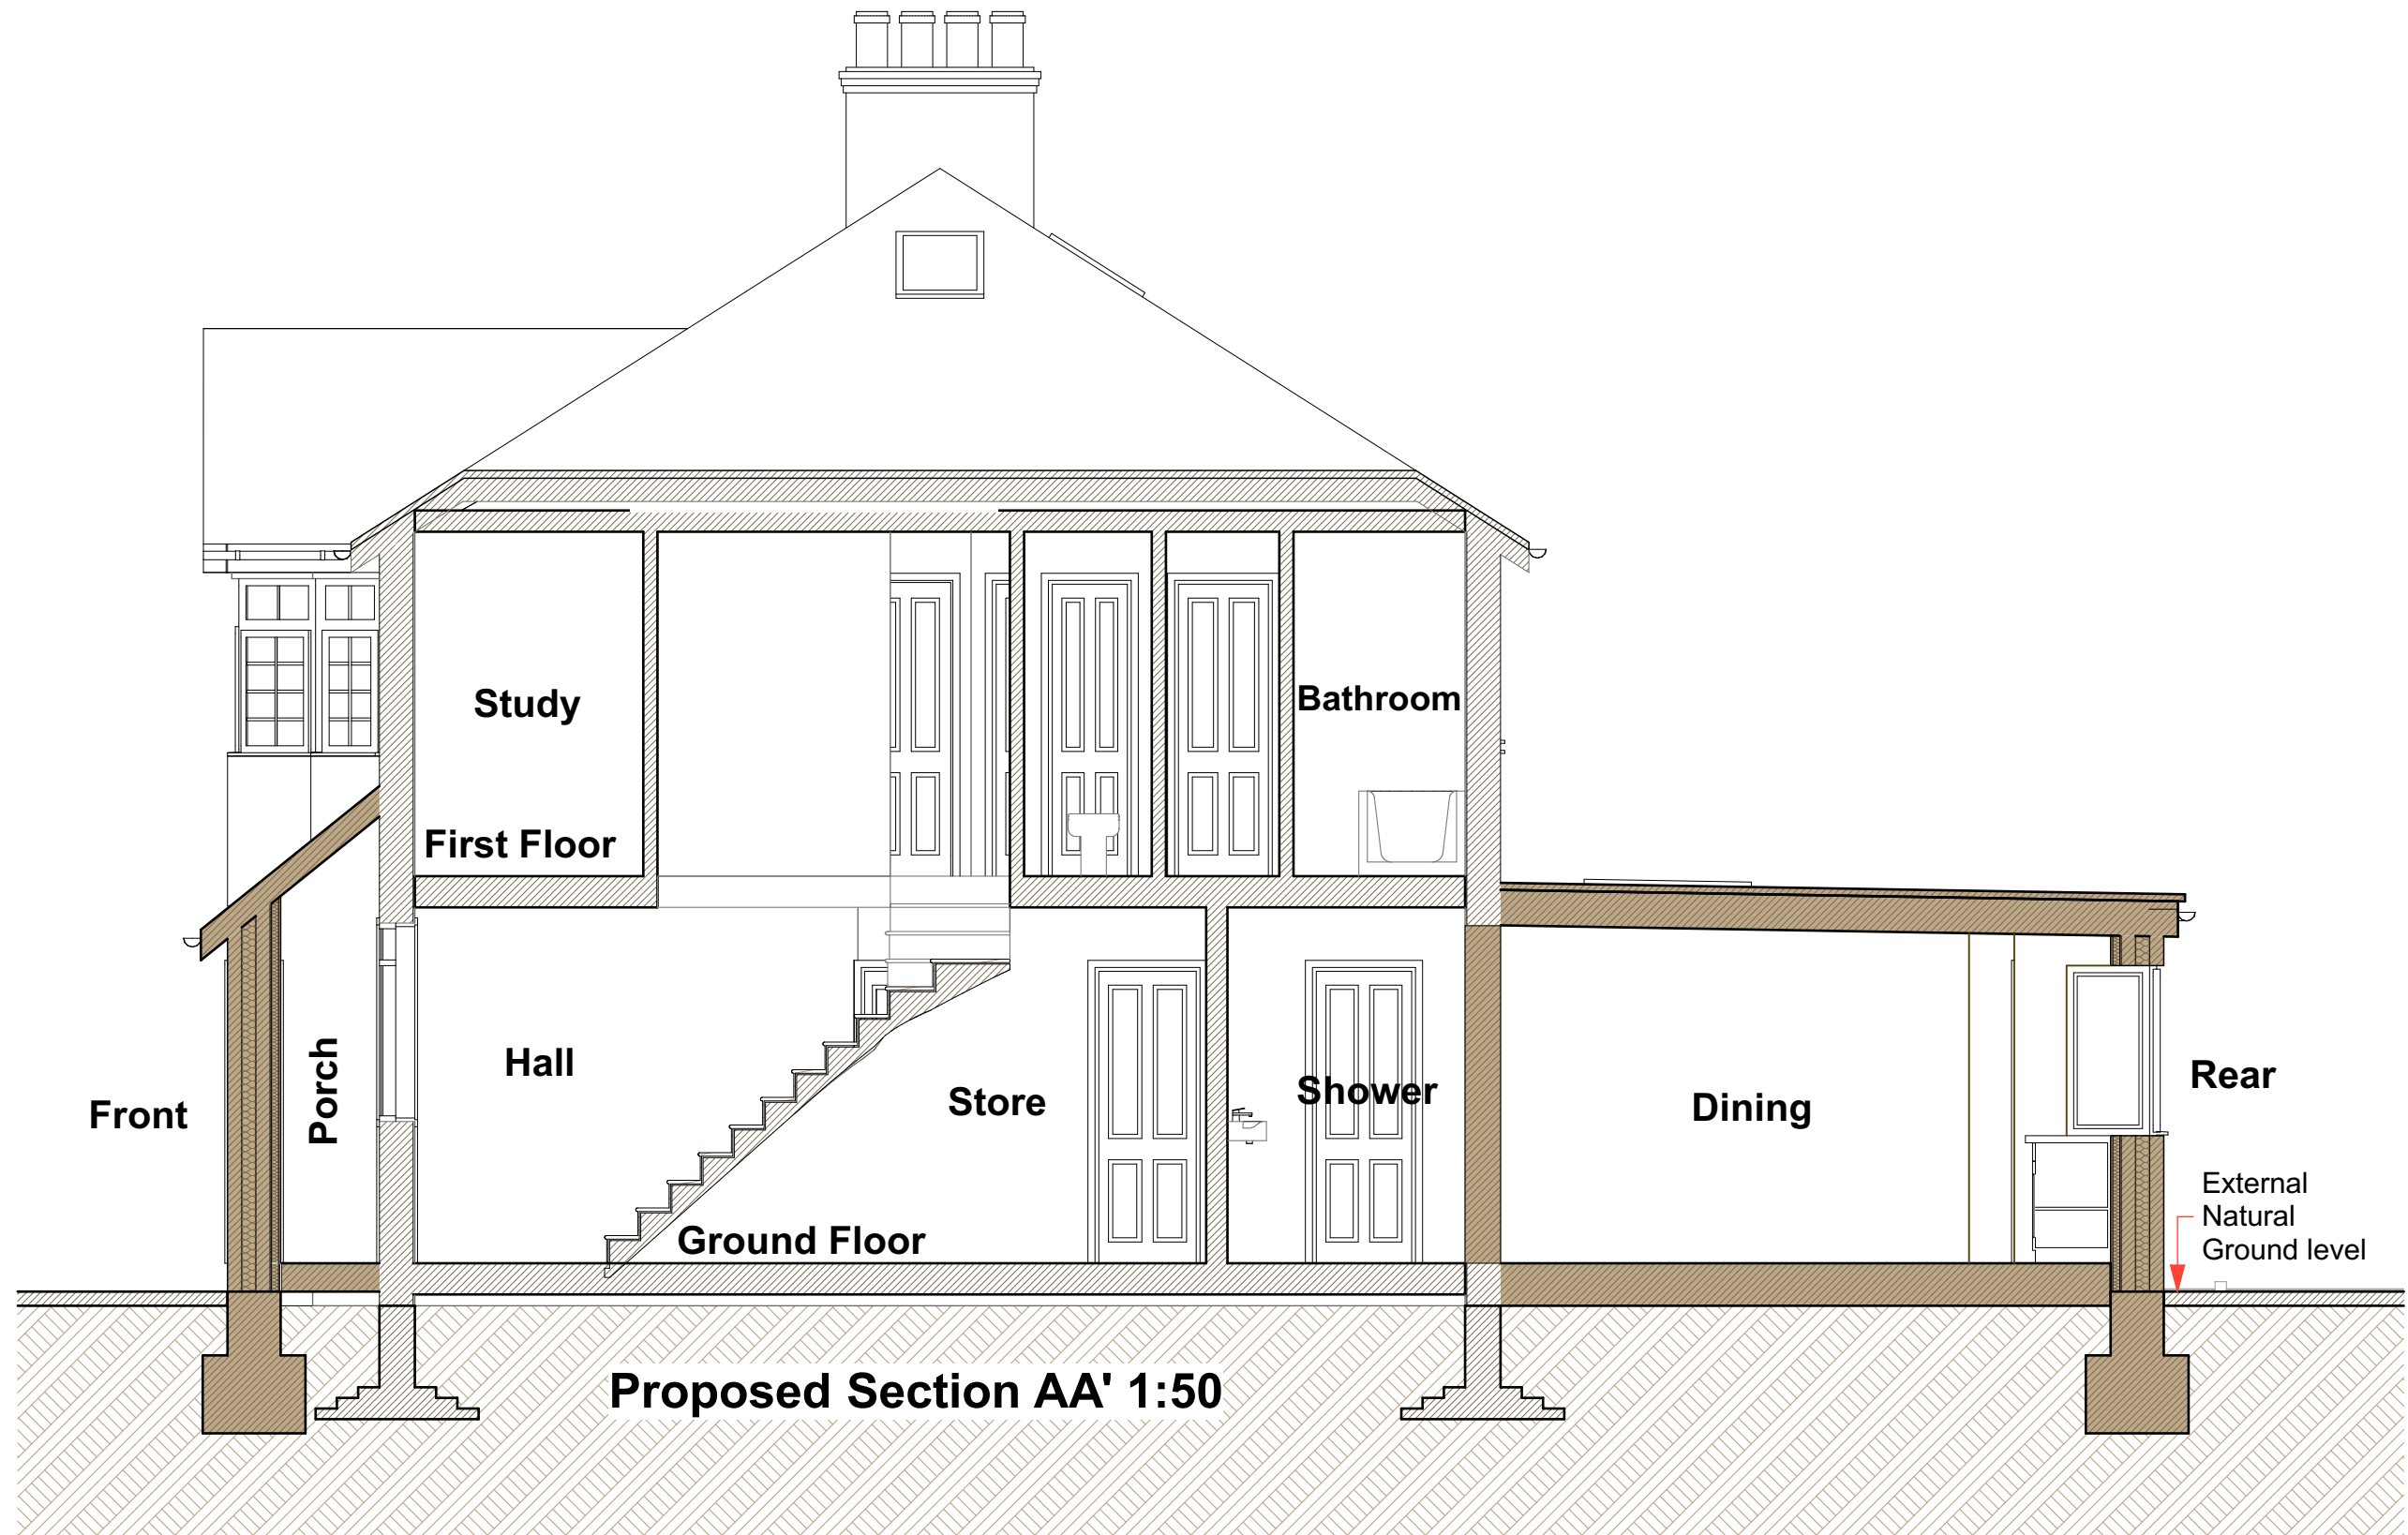 Study
Bathroom
First Floor
Hall
Porch
Store
Shower
Dining
Front
Rear
Ground Floor
External
Natural
Ground level
Proposed Section AA' 1:50